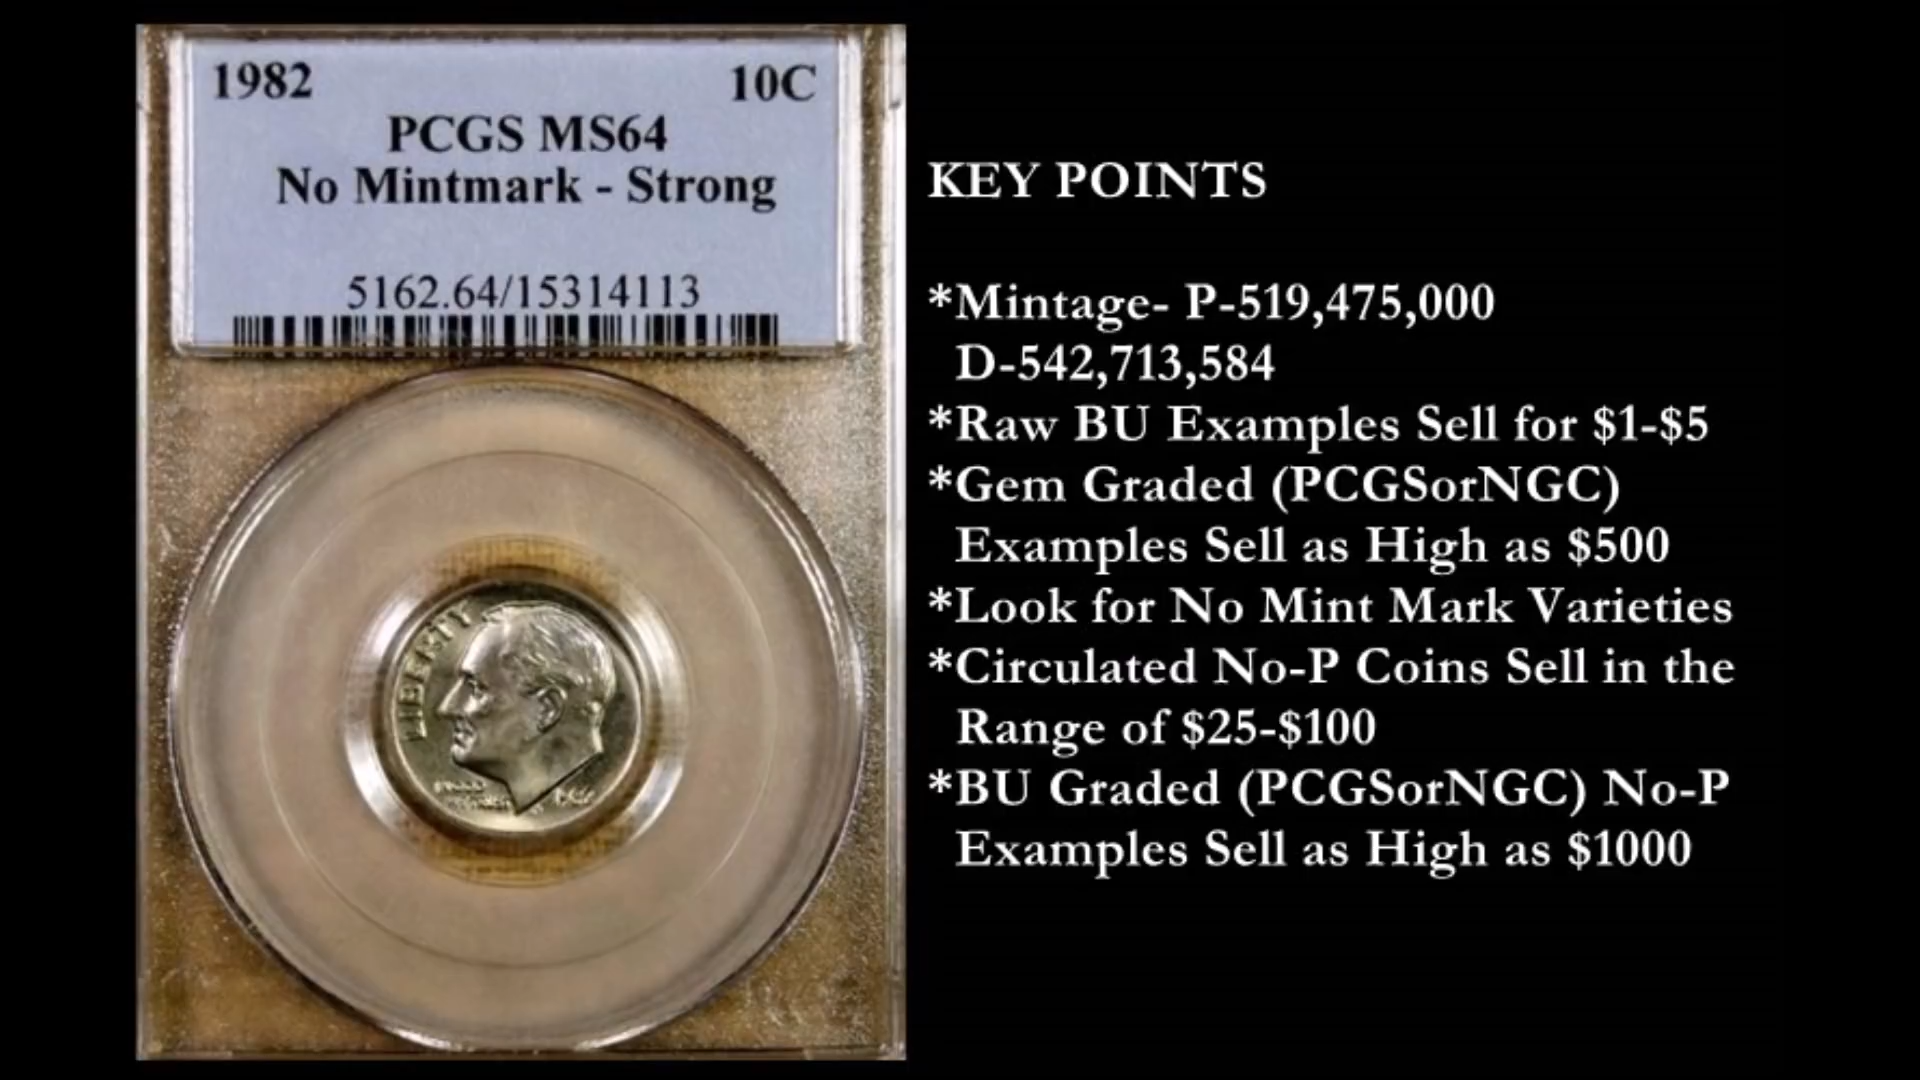 1982 10C
PCGS MS64
No Mintmark - Strong
5162.64/15314113
LIBERTY
KEY POINTS
*Mintage- P-519,475,000
D-542,713,584
*Raw BU Examples Sell for $1-$5
*Gem Graded (PCGSorNGC)
Examples Sell as High as $500
*Look for No Mint Mark Varieties
*Circulated No-P Coins Sell in the
Range of $25-$100
*BU Graded (PCGSorNGC) No-P
Examples Sell as High as $1000